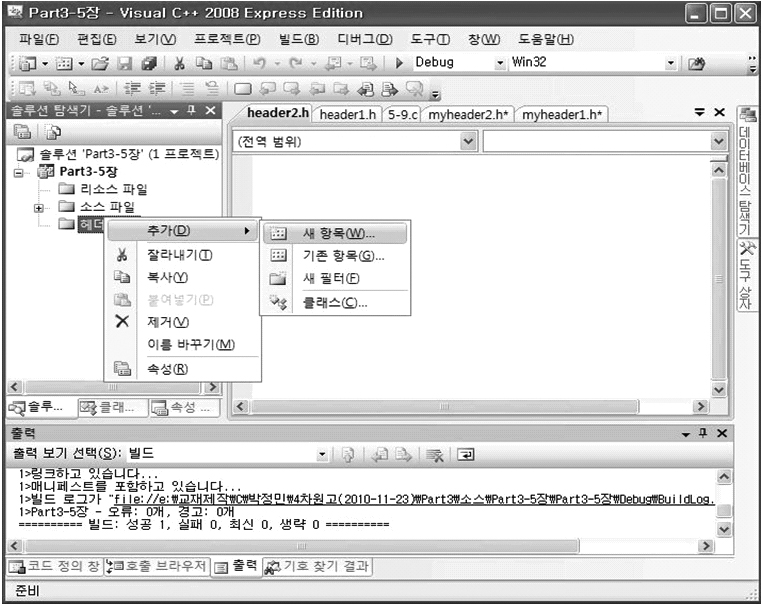 Part3-5장 - Visual C++ 2008 Express Edition
파일(F) 편집(E) 보기(V) 프로젝트(P) 빌드(B) 디버그(D) 도구(T) 창(W) 도움말(H)
Debug Win32
솔루션 탐색기 - 솔루션 '...
header2.h header1.h 5-9.c myheader2.h* myheader1.h*
(전역 범위)
솔루션 'Part3-5장' (1 프로젝트)
Part3-5장
리소스 파일
소스 파일
헤더
추가(D)
잘라내기(T)
복사(Y)
붙여넣기(P)
제거(V)
이름 바꾸기(M)
속성(R)
새 항목(W)...
기존 항목(G)...
새 필터(F)
클래스(C)...
데이터베이스 탐색기
도구 상자
솔루... 클래... 속성 ...
출력
출력 보기 선택(S): 빌드
1>링크하고 있습니다...
1>매니페스트를 포함하고 있습니다...
1>빌드 로그가 "file://e:\교재제작\C\박정민\4차원고(2010-11-23)\Part3\소스\Part3-5장\Part3-5장\Debug\BuildLog.
1>Part3-5장 - 오류: 0개, 경고: 0개
========== 빌드: 성공 1, 실패 0, 최신 0, 생략 0 ==========
코드 정의 창 호출 브라우저 출력 기호 찾기 결과
준비